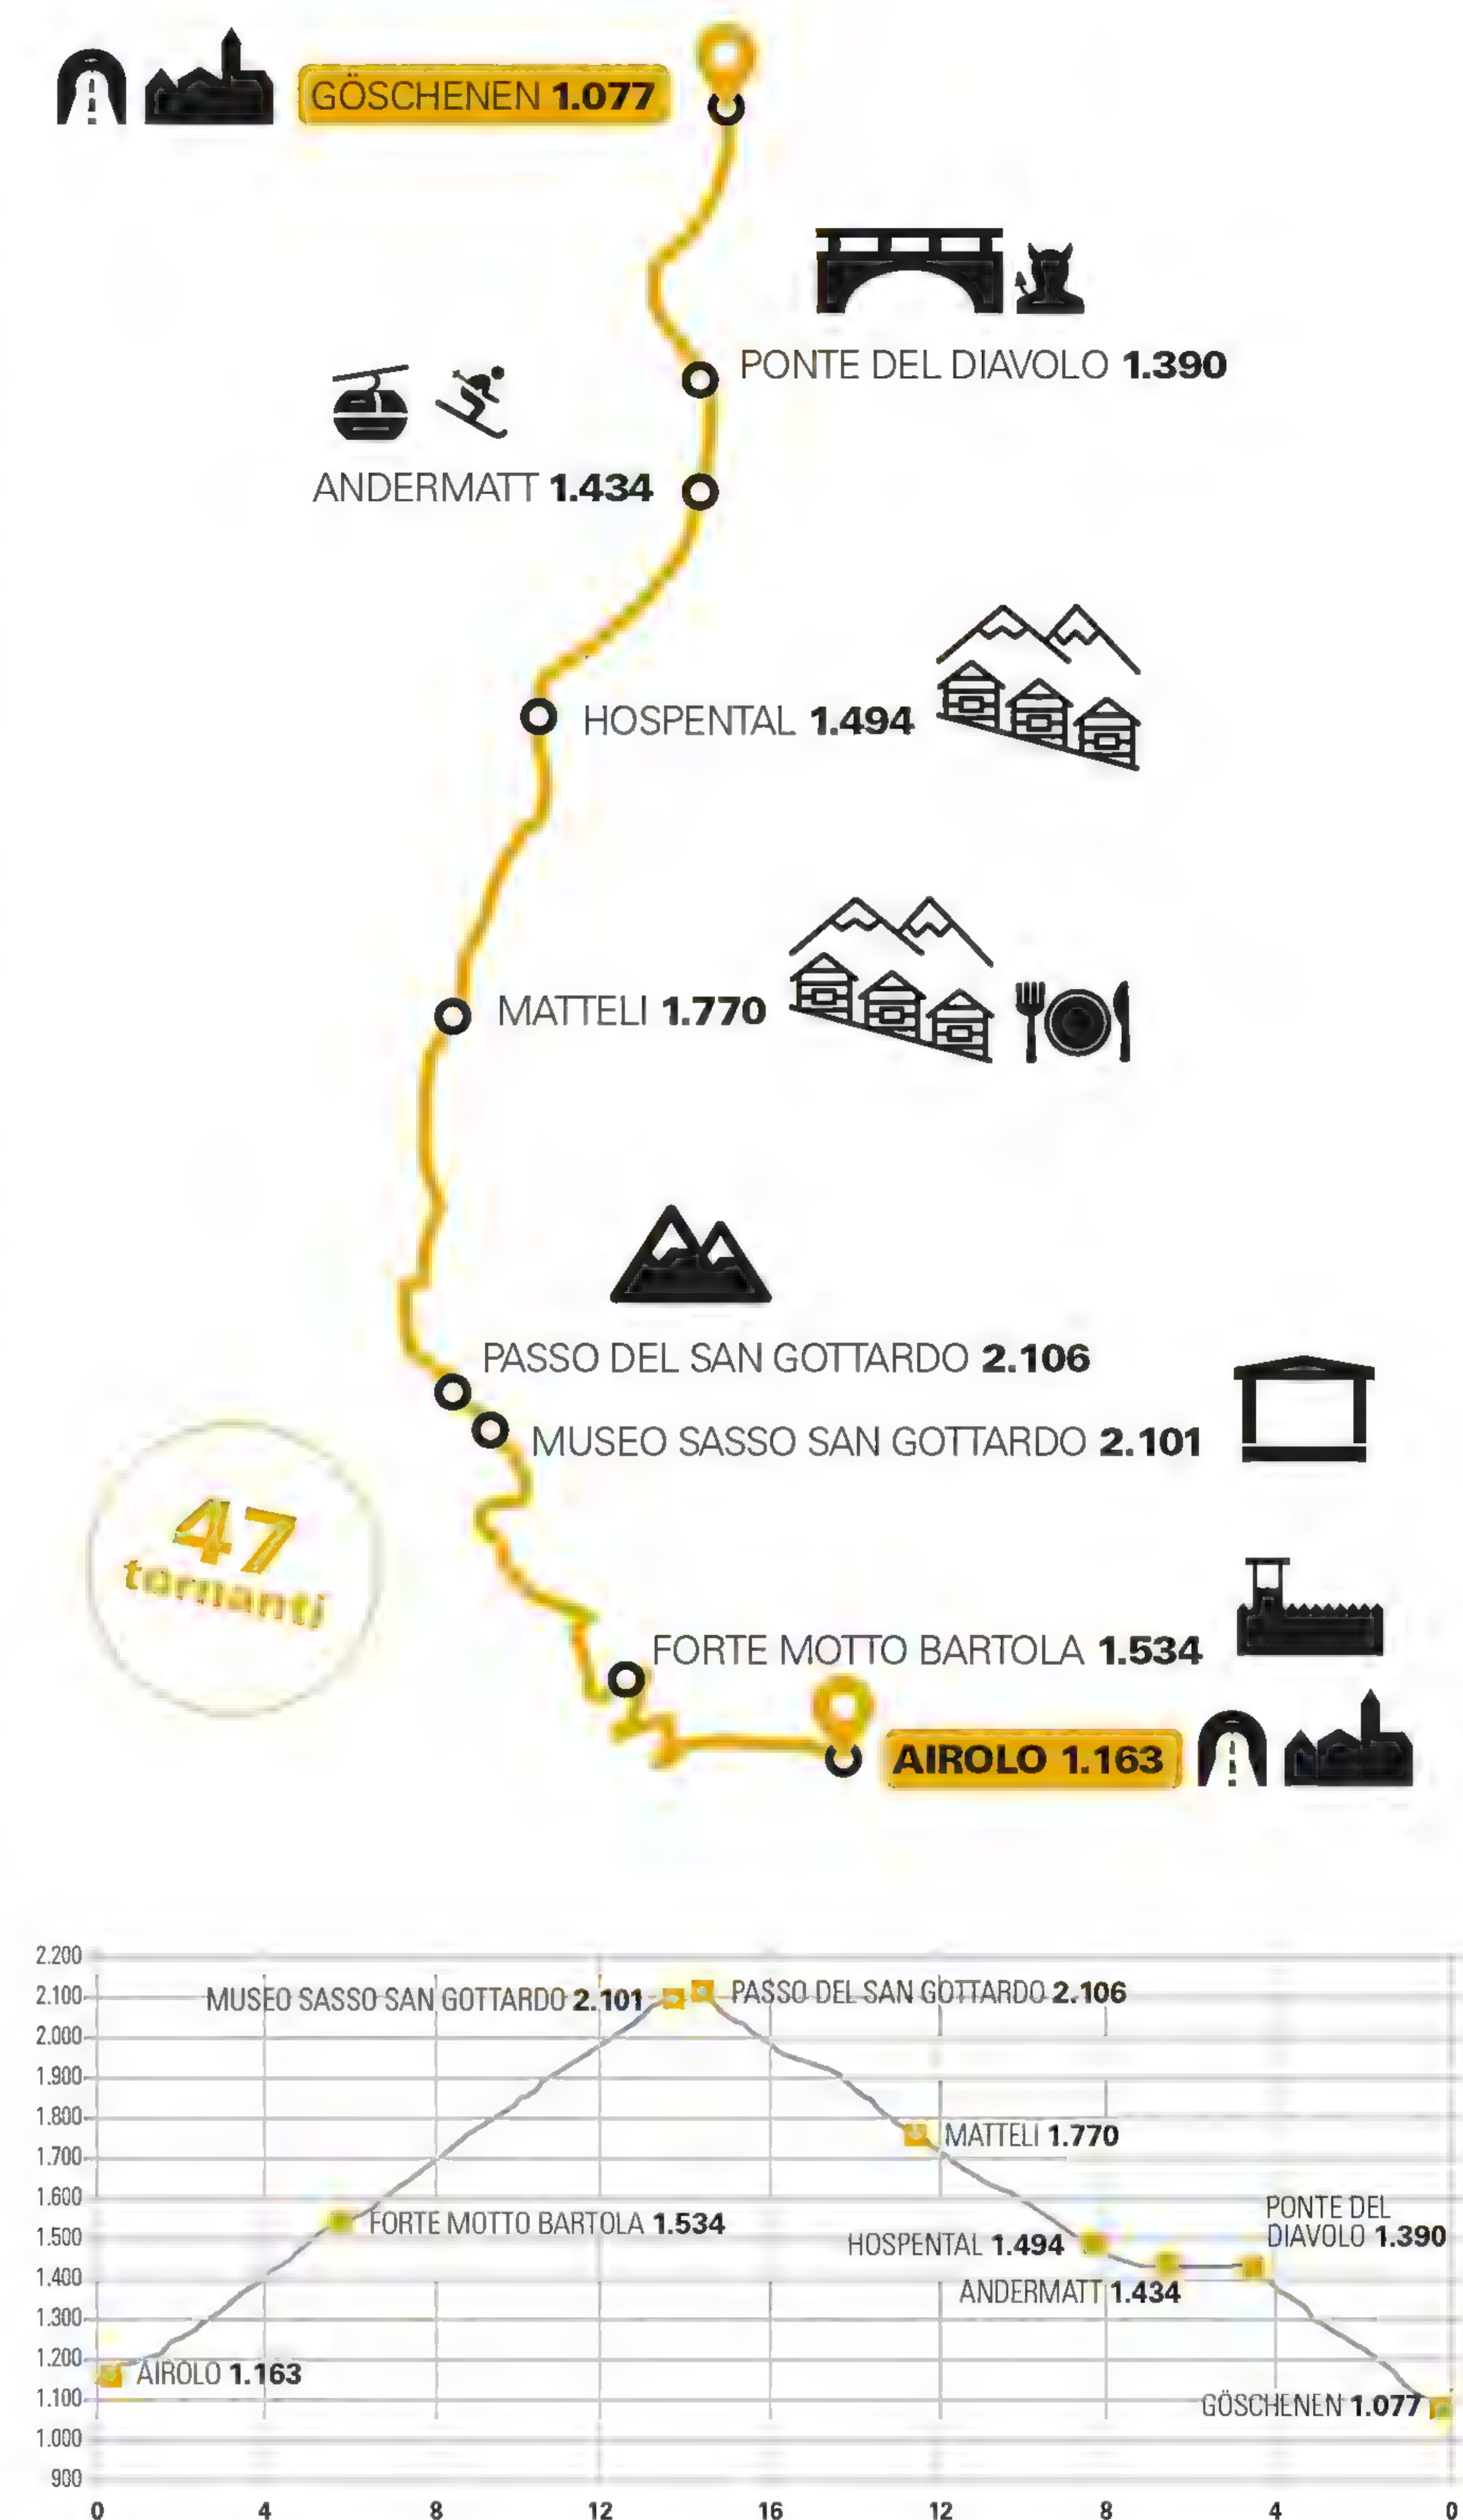 GÖSCHENEN 1.077
PONTE DEL DIAVOLO 1.390
ANDERMATT 1.434
HOSPENTAL 1.494
MATTELI 1.770
PASSO DEL SAN GOTTARDO 2.106
MUSEO SASSO SAN GOTTARDO 2.101
47
tornanti
FORTE MOTTO BARTOLA 1.534
AIROLO 1.163
2.200
2.100
MUSEO SASSO SAN GOTTARDO 2.101
PASSO DEL SAN GOTTARDO 2.106
2.000
1.900
1.800
MATTELI 1.770
1.700
1.600
PONTE DEL
DIAVOLO 1.390
FORTE MOTTO BARTOLA 1.534
1.500
HOSPENTAL 1.494
1.400
ANDERMATT 1.434
1.300
1.200
AIROLO 1.163
1.100
GÖSCHENEN 1.077
1.000
900
0 4 8 12 16 12 8 4 0